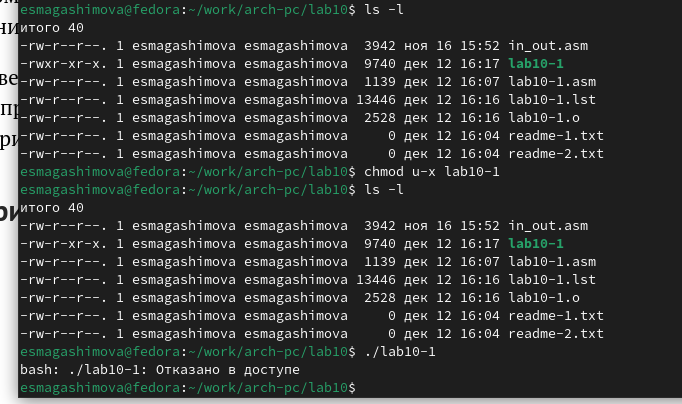 esmagashimova@fedora:~/work/arch-pc/lab10$ ls -l
итого 40
-rw-r--r--. 1 esmagashimova esmagashimova  3942 ноя 16 15:52 in_out.asm
-rwxr-xr-x. 1 esmagashimova esmagashimova  9740 дек 12 16:17 lab10-1
-rw-r--r--. 1 esmagashimova esmagashimova  1139 дек 12 16:07 lab10-1.asm
-rw-r--r--. 1 esmagashimova esmagashimova 13446 дек 12 16:16 lab10-1.lst
-rw-r--r--. 1 esmagashimova esmagashimova  2528 дек 12 16:16 lab10-1.o
-rw-r--r--. 1 esmagashimova esmagashimova     0 дек 12 16:04 readme-1.txt
-rw-r--r--. 1 esmagashimova esmagashimova     0 дек 12 16:04 readme-2.txt
esmagashimova@fedora:~/work/arch-pc/lab10$ chmod u-x lab10-1
esmagashimova@fedora:~/work/arch-pc/lab10$ ls -l
итого 40
-rw-r--r--. 1 esmagashimova esmagashimova  3942 ноя 16 15:52 in_out.asm
-rw-r-xr-x. 1 esmagashimova esmagashimova  9740 дек 12 16:17 lab10-1
-rw-r--r--. 1 esmagashimova esmagashimova  1139 дек 12 16:07 lab10-1.asm
-rw-r--r--. 1 esmagashimova esmagashimova 13446 дек 12 16:16 lab10-1.lst
-rw-r--r--. 1 esmagashimova esmagashimova  2528 дек 12 16:16 lab10-1.o
-rw-r--r--. 1 esmagashimova esmagashimova     0 дек 12 16:04 readme-1.txt
-rw-r--r--. 1 esmagashimova esmagashimova     0 дек 12 16:04 readme-2.txt
esmagashimova@fedora:~/work/arch-pc/lab10$ ./lab10-1
bash: ./lab10-1: Отказано в доступе
esmagashimova@fedora:~/work/arch-pc/lab10$